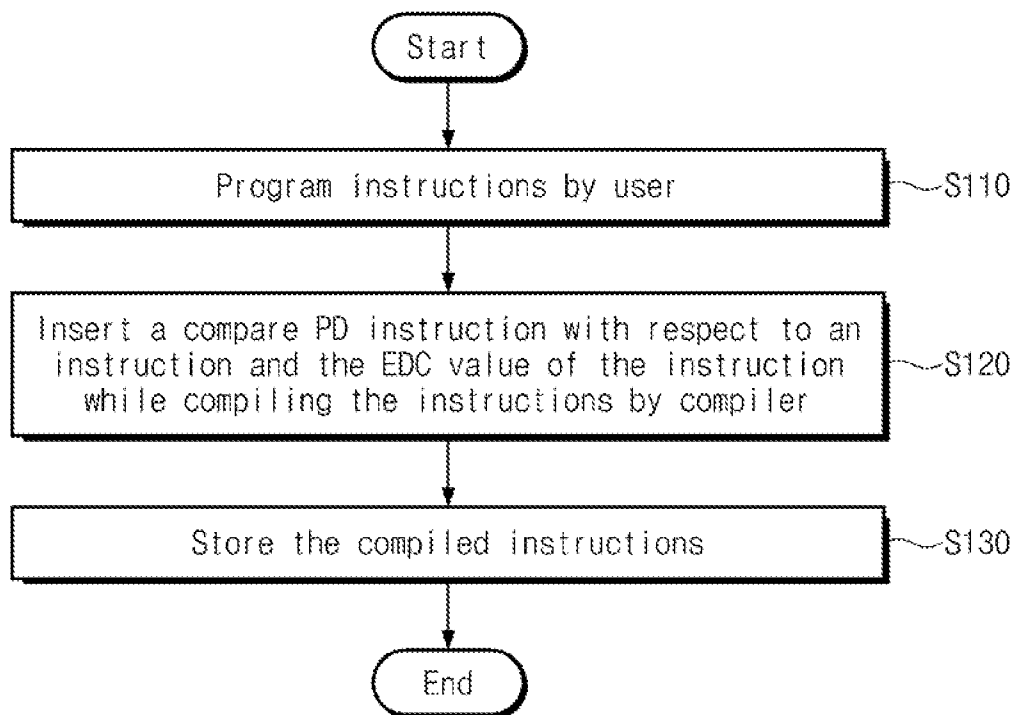 Start
Program instructions by user
S110
Insert a compare PD instruction with respect to an
instruction and the EDC value of the instruction
while compiling the instructions by compiler
S120
Store the compiled instructions
S130
End